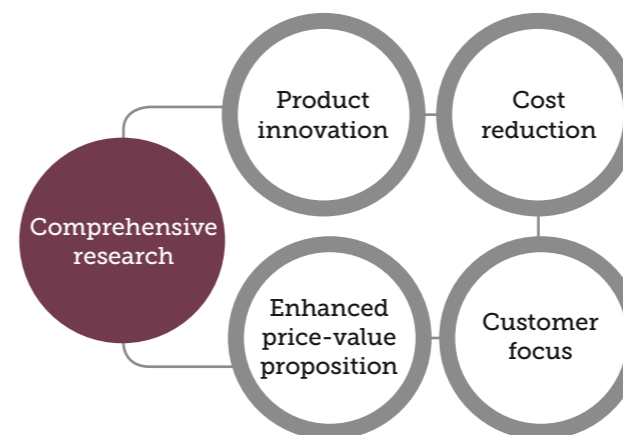 Product
innovation
Cost
reduction
Comprehensive
research
Enhanced
price-value
proposition
Customer
focus